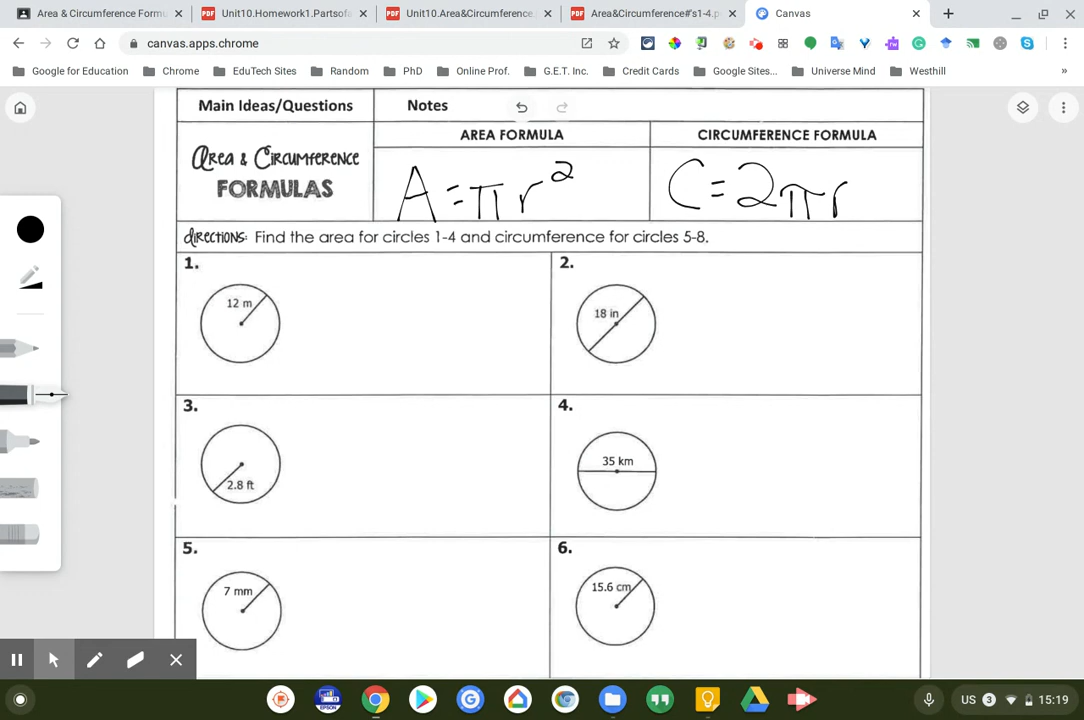 Area & Circumference Formu
Unit10.Homework1.Partsofa
Unit10.Area&Circumference.
Area&Circumference#'s1-4.p
Canvas
canvas.apps.chrome
Google for Education
Chrome
EduTech Sites
Random
PhD
Online Prof.
G.E.T. Inc.
Credit Cards
Google Sites...
Universe Mind
Westhill
»
Main Ideas/Questions
Notes
AREA & CIRCUMFERENCE
FORMULAS
AREA FORMULA
CIRCUMFERENCE FORMULA
A=πr²
C=2πr
DIRECTIONS: Find the area for circles 1-4 and circumference for circles 5-8.
1.
12 m
2.
18 in
3.
2.8 ft
4.
35 km
5.
7 mm
6.
15.6 cm
EPSON
US 3 15:19